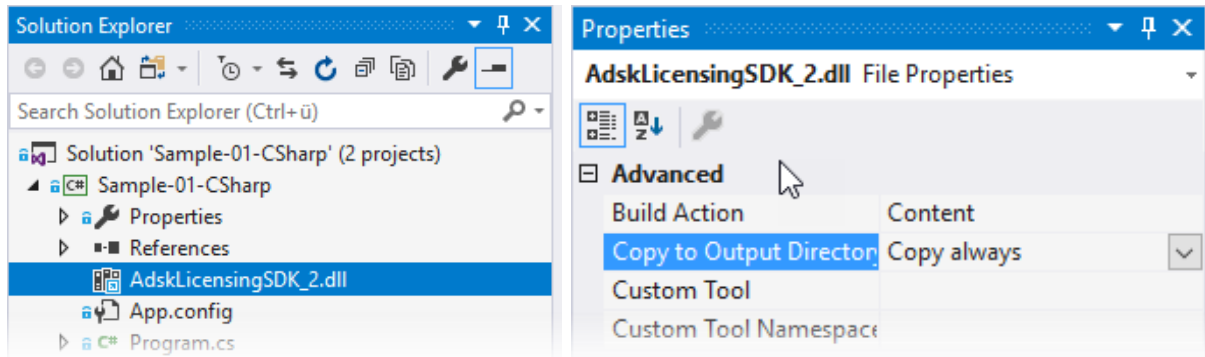 Solution Explorer
Search Solution Explorer (Ctrl+ü)
Solution 'Sample-01-CSharp' (2 projects)
C# Sample-01-CSharp
Properties
References
AdskLicensingSDK_2.dll
App.config
C# Program.cs
Properties
AdskLicensingSDK_2.dll File Properties
A
Z
Advanced
Build Action Content
Copy to Output Directory Copy always
Custom Tool
Custom Tool Namespace